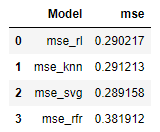 Model mse
0 mse_rl 0.290217
1 mse_knn 0.291213
2 mse_svg 0.289158
3 mse_rfr 0.381912